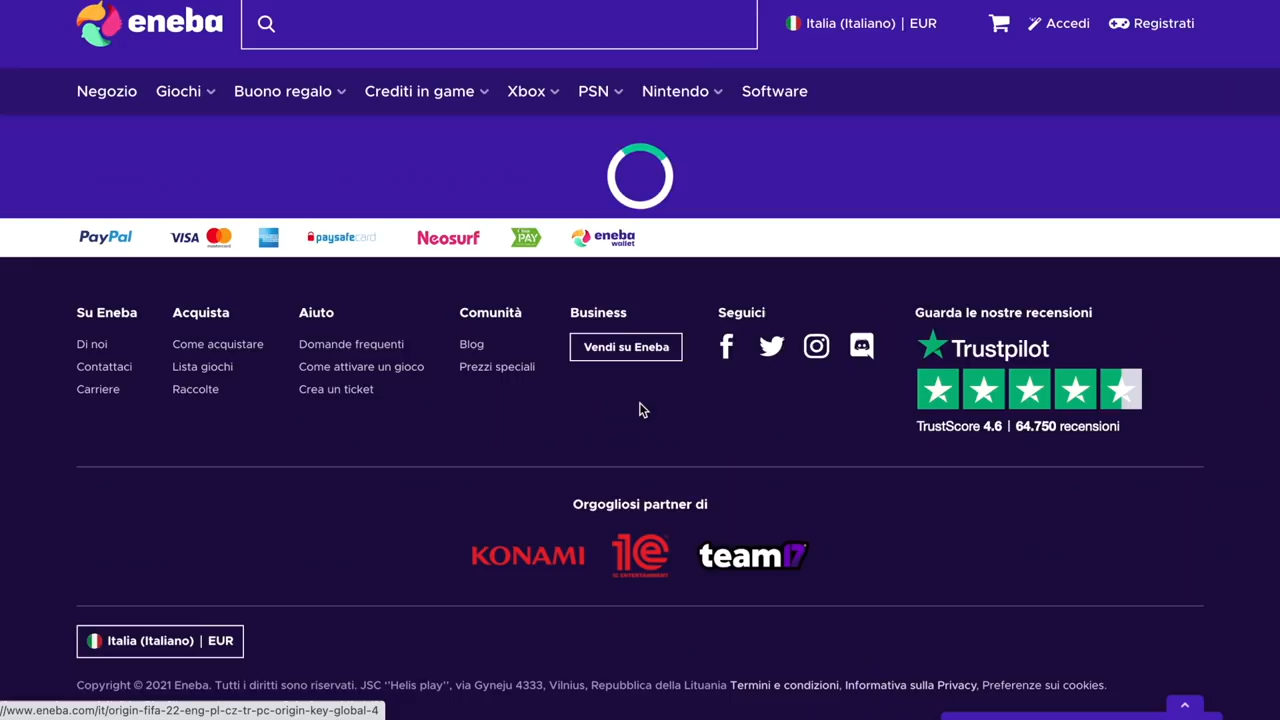 eneba
Italia (Italiano) | EUR
Accedi
Registrati
Negozio
Giochi
Buono regalo
Crediti in game
Xbox
PSN
Nintendo
Software
PayPal
VISA
mastercard
paysafecard
Neosurf
PAY
eneba
wallet
Su Eneba
Di noi
Contattaci
Carriere
Acquista
Come acquistare
Lista giochi
Raccolte
Aiuto
Domande frequenti
Come attivare un gioco
Crea un ticket
Comunità
Blog
Prezzi speciali
Business
Vendi su Eneba
Seguici
Guarda le nostre recensioni
Trustpilot
TrustScore 4.6 | 64.750 recensioni
Orgogliosi partner di
KONAMI
1C
1C ENTERTAINMENT
team17
Italia (Italiano) | EUR
Copyright © 2021 Eneba. Tutti i diritti sono riservati. JSC ‘‘Helis play’’, via Gyneju 4333, Vilnius, Repubblica della Lituania Termini e condizioni, Informativa sulla Privacy, Preferenze sui cookies.
//www.eneba.com/it/origin-fifa-22-eng-pl-cz-tr-pc-origin-key-global-4